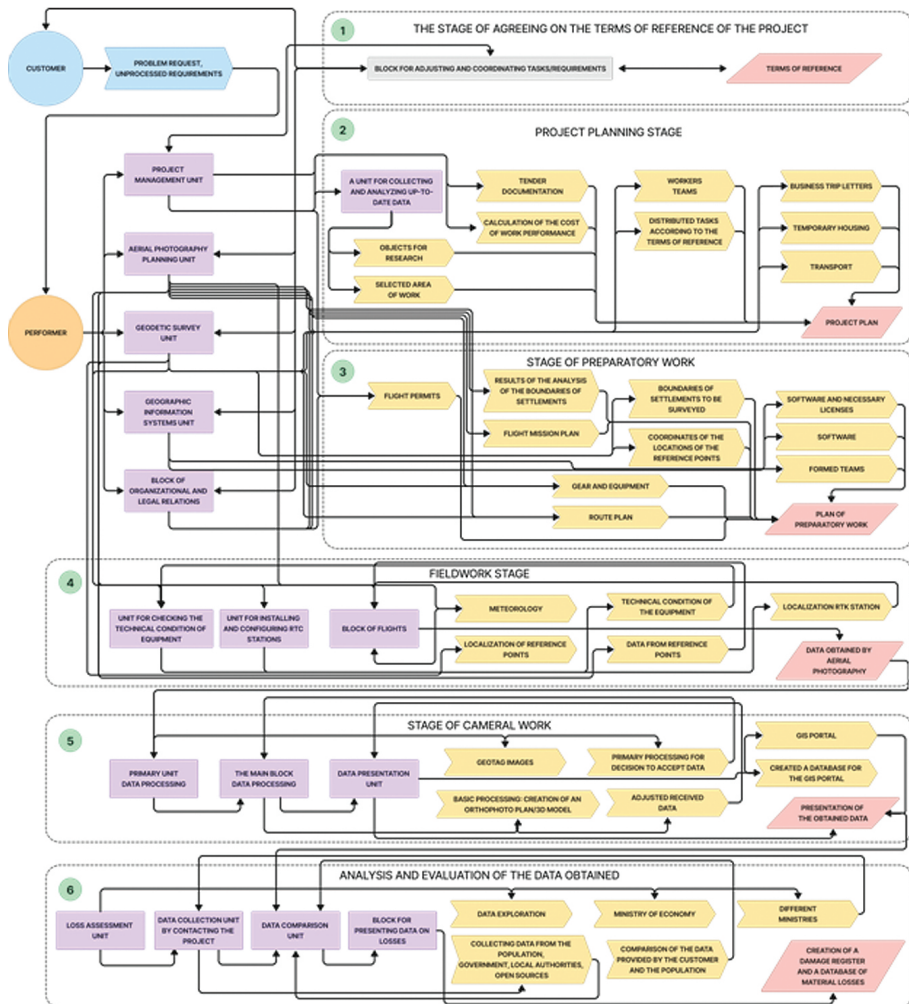 1
THE STAGE OF AGREEING ON THE TERMS OF REFERENCE OF THE PROJECT
CUSTOMER
PROBLEM REQUEST,
UNPROCESSED REQUIREMENTS
BLOCK FOR ADJUSTING AND COORDINATING TASKS/REQUIREMENTS
TERMS OF REFERENCE
2
PROJECT PLANNING STAGE
PROJECT
MANAGEMENT UNIT
A UNIT FOR COLLECTING
AND ANALYZING UP-TO-
DATE DATA
TENDER
DOCUMENTATION
WORKERS
TEAMS
BUSINESS TRIP LETTERS
CALCULATION OF THE COST
OF WORK PERFORMANCE
DISTRIBUTED TASKS
ACCORDING TO THE
TERMS OF REFERENCE
TEMPORARY HOUSING
AERIAL PHOTOGRAPHY
PLANNING UNIT
OBJECTS FOR
RESEARCH
TRANSPORT
SELECTED AREA
OF WORK
PROJECT PLAN
PERFORMER
GEODETIC SURVEY
UNIT
3
STAGE OF PREPARATORY WORK
FLIGHT PERMITS
RESULTS OF THE ANALYSIS
OF THE BOUNDARIES OF
SETTLEMENTS
BOUNDARIES OF
SETTLEMENTS TO BE
SURVEYED
SOFTWARE AND NECESSARY
LICENSES
GEOGRAPHIC
INFORMATION
SYSTEMS UNIT
FLIGHT MISSION PLAN
COORDINATES OF THE
LOCATIONS OF THE
REFERENCE POINTS
SOFTWARE
FORMED TEAMS
BLOCK OF
ORGANIZATIONAL AND
LEGAL RELATIONS
GEAR AND EQUIPMENT
ROUTE PLAN
PLAN OF
PREPARATORY WORK
4
FIELDWORK STAGE
UNIT FOR CHECKING THE
TECHNICAL CONDITION OF
EQUIPMENT
UNIT FOR INSTALLING
AND CONFIGURING RTC
STATIONS
BLOCK OF FLIGHTS
METEOROLOGY
TECHNICAL CONDITION OF
THE EQUIPMENT
LOCALIZATION RTK STATION
LOCALIZATION OF REFERENCE
POINTS
DATA FROM REFERENCE
POINTS
DATA OBTAINED BY
AERIAL
PHOTOGRAPHY
5
STAGE OF CAMERAL WORK
GIS PORTAL
PRIMARY UNIT
DATA PROCESSING
THE MAIN BLOCK
DATA PROCESSING
DATA PRESENTATION
UNIT
GEOTAG IMAGES
PRIMARY PROCESSING FOR
DECISION TO ACCEPT DATA
CREATED A DATABASE FOR
THE GIS PORTAL
BASIC PROCESSING: CREATION OF AN
ORTHOPHOTO PLAN/3D MODEL
ADJUSTED RECEIVED
DATA
PRESENTATION OF
THE OBTAINED DATA
6
ANALYSIS AND EVALUATION OF THE DATA OBTAINED
LOSS ASSESSMENT
UNIT
DATA COLLECTION UNIT
BY CONTACTING THE
PROJECT
DATA COMPARISON
UNIT
BLOCK FOR
PRESENTING DATA ON
LOSSES
DATA EXPLORATION
MINISTRY OF ECONOMY
DIFFERENT
MINISTRIES
COLLECTING DATA FROM THE
POPULATION,
GOVERNMENT, LOCAL AUTHORITIES,
OPEN SOURCES
COMPARISON OF THE DATA
PROVIDED BY THE CUSTOMER
AND THE POPULATION
CREATION OF A
DAMAGE REGISTER
AND A DATABASE OF
MATERIAL LOSSES